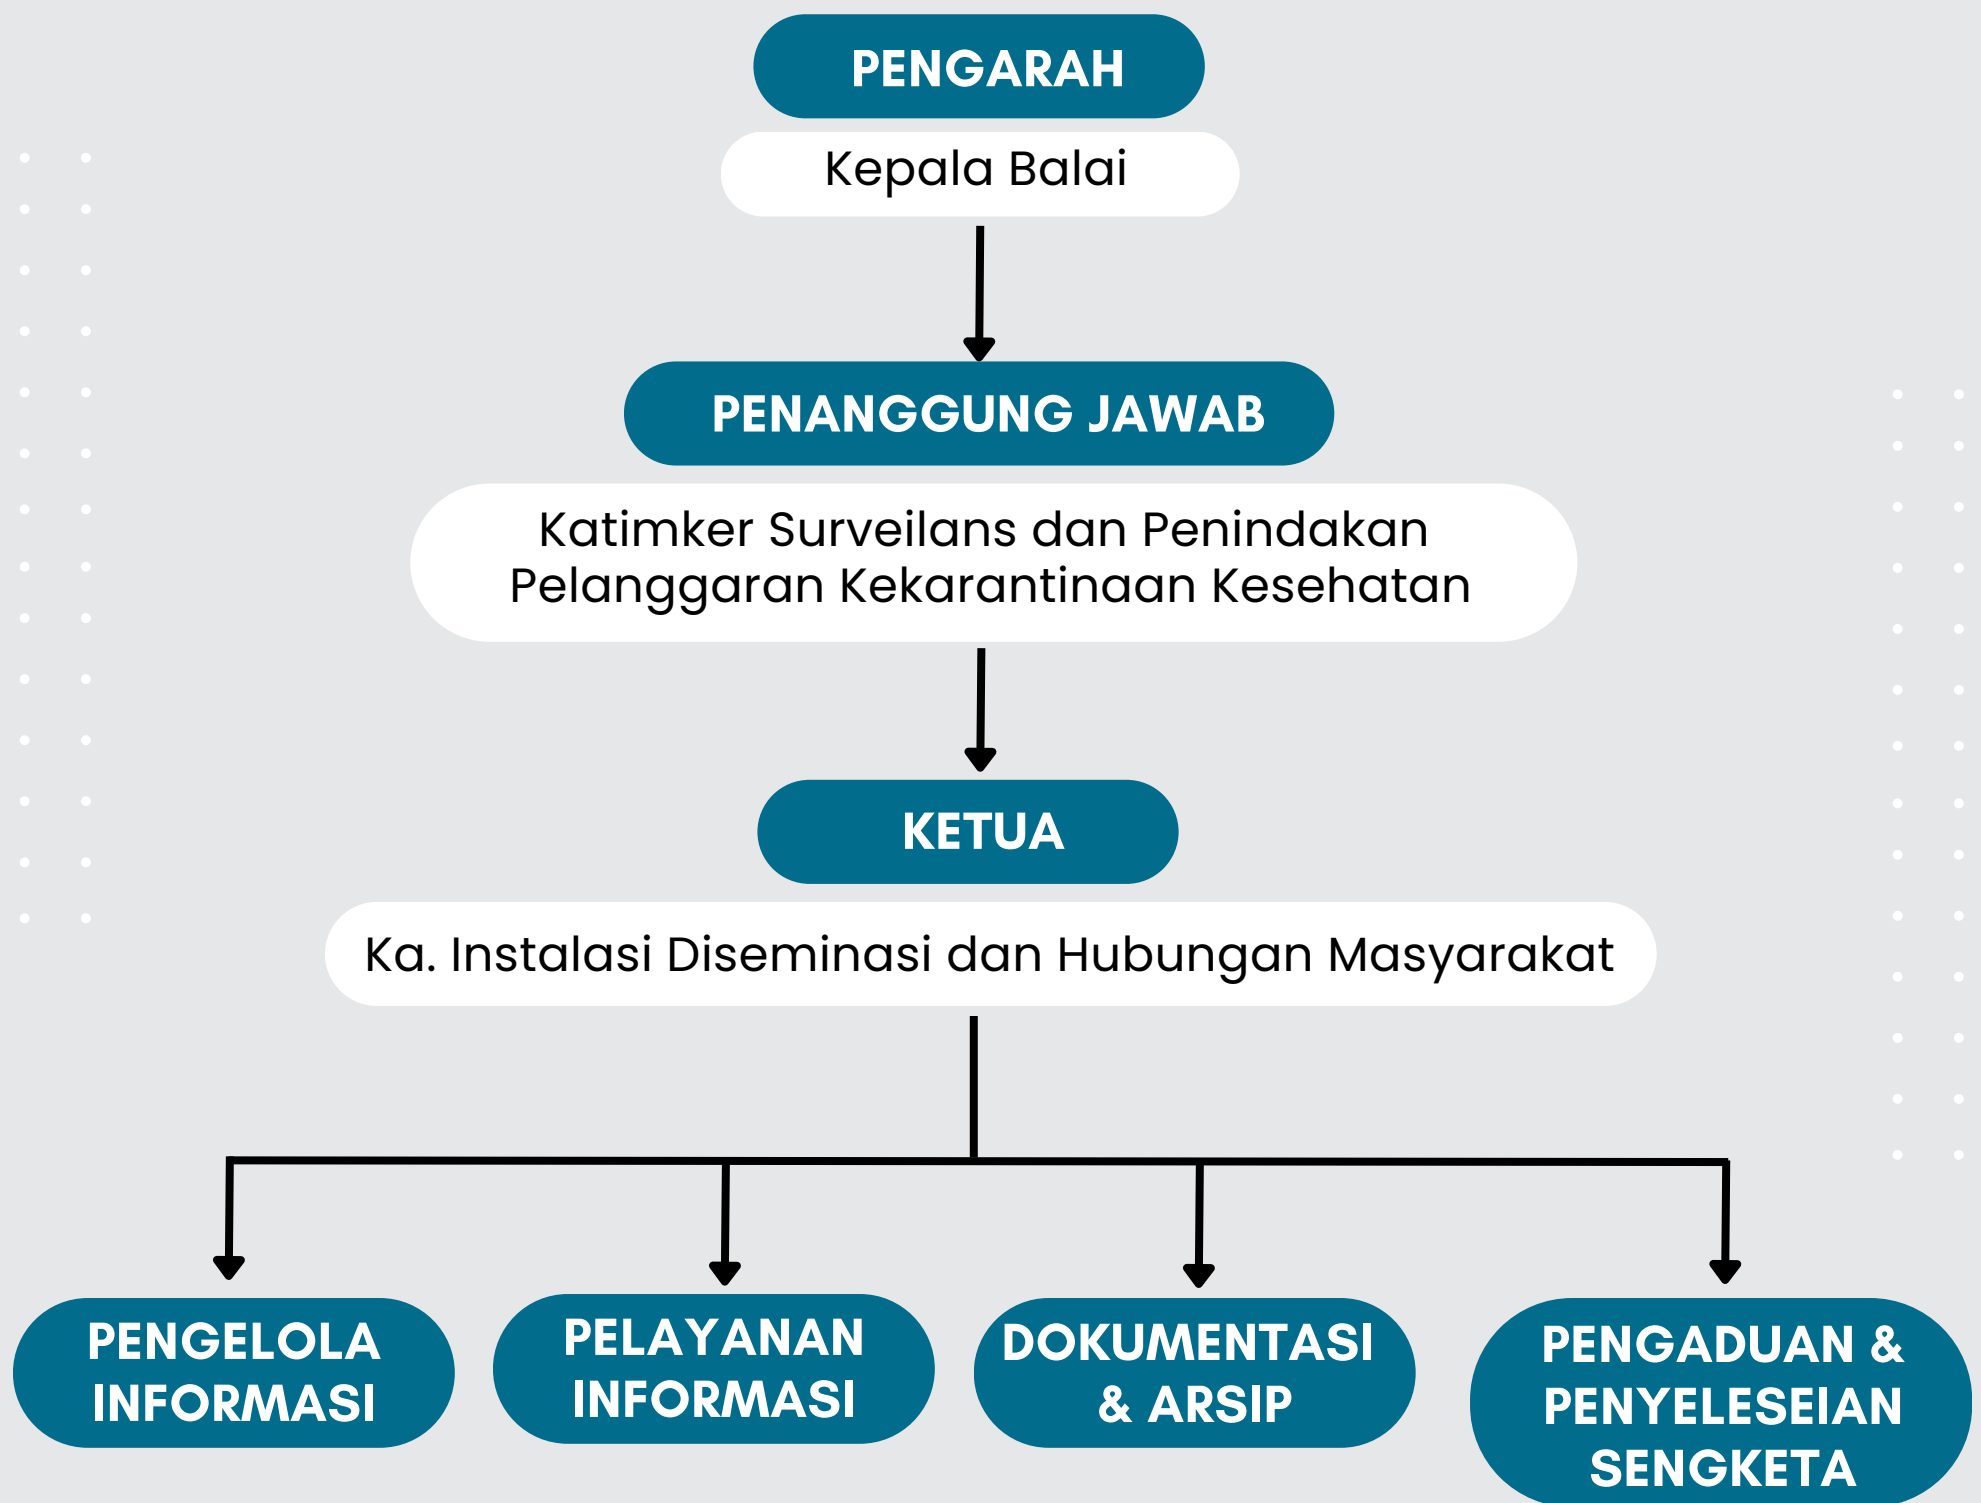 PENGARAH
Kepala Balai
PENANGGUNG JAWAB
Katimker Surveilans dan Penindakan
Pelanggaran Kekarantinaan Kesehatan
KETUA
Ka. Instalasi Diseminasi dan Hubungan Masyarakat
PENGELOLA
INFORMASI
PELAYANAN
INFORMASI
DOKUMENTASI
& ARSIP
PENGADUAN &
PENYELESEIAN
SENGKETA